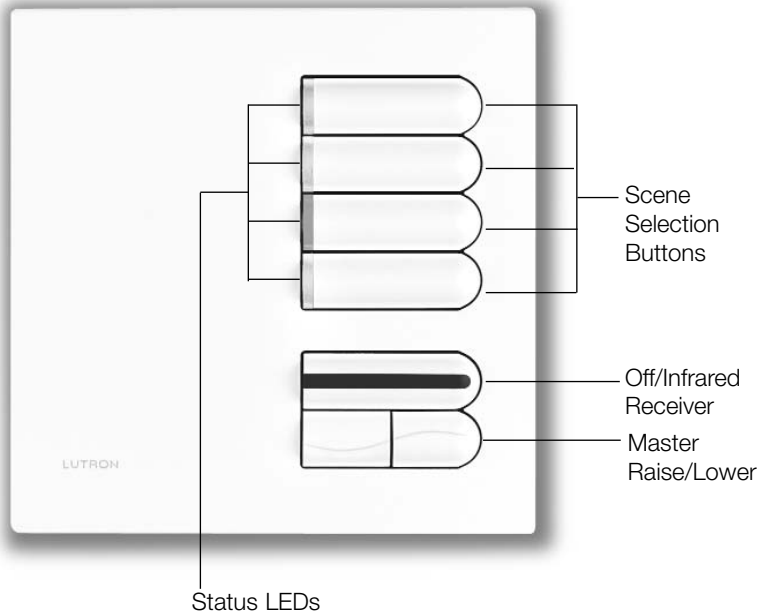 Scene
Selection
Buttons
Off/Infrared
Receiver
Master
Raise/Lower
LUTRON
Status LEDs